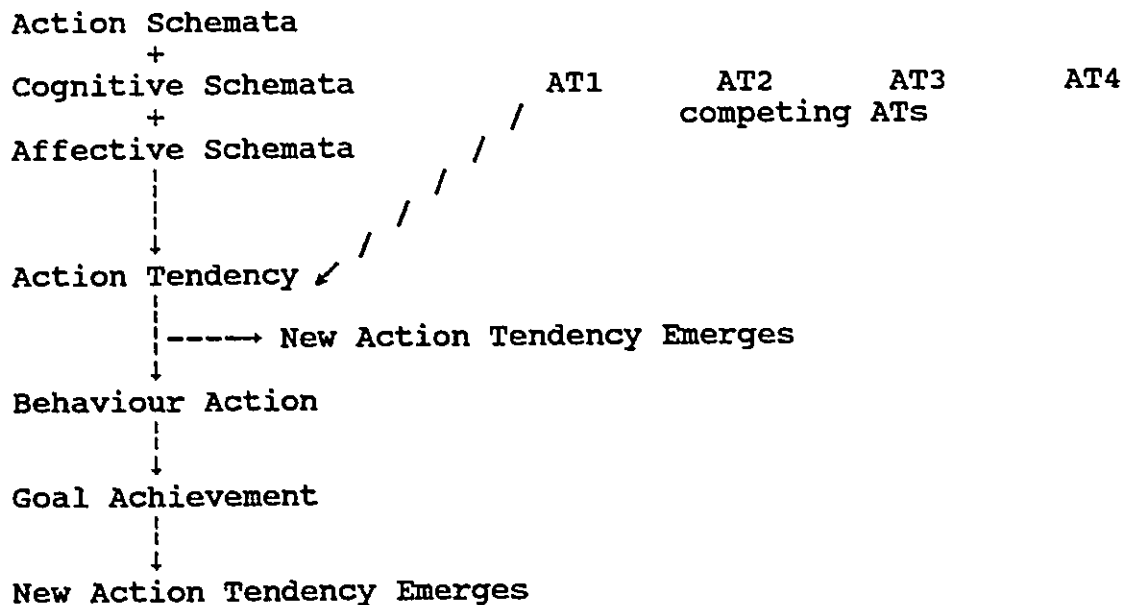 Action Schemata
+
Cognitive Schemata AT1 AT2 AT3 AT4
+ competing ATs
Affective Schemata
Action Tendency
New Action Tendency Emerges
Behaviour Action
Goal Achievement
New Action Tendency Emerges